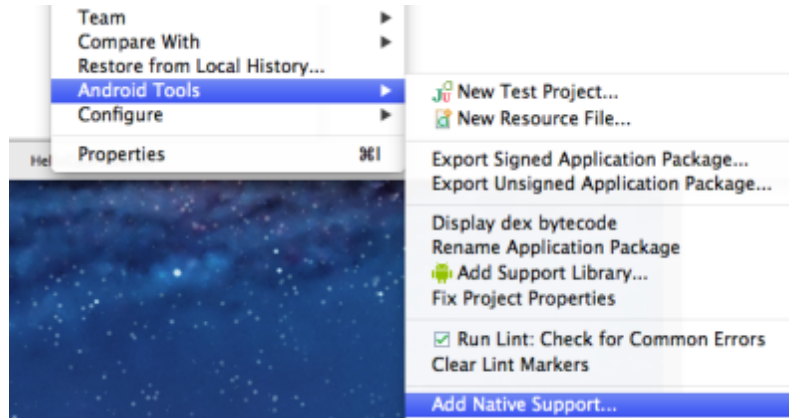 Team
Compare With
Restore from Local History...
Android Tools
Configure
Properties ⌘I
New Test Project...
New Resource File...
Export Signed Application Package...
Export Unsigned Application Package...
Display dex bytecode
Rename Application Package
Add Support Library...
Fix Project Properties
Run Lint: Check for Common Errors
Clear Lint Markers
Add Native Support...